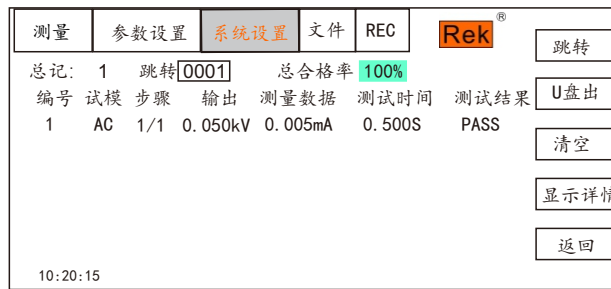 测量 参数设置 系统设置 文件 REC Rek®
跳转
总记: 1 跳转 0001 总合格率 100%
编号 试模 步骤 输出 测量数据 测试时间 测试结果
U盘出
1 AC 1/1 0.050kV 0.005mA 0.500S PASS
清空
显示详情
返回
10:20:15